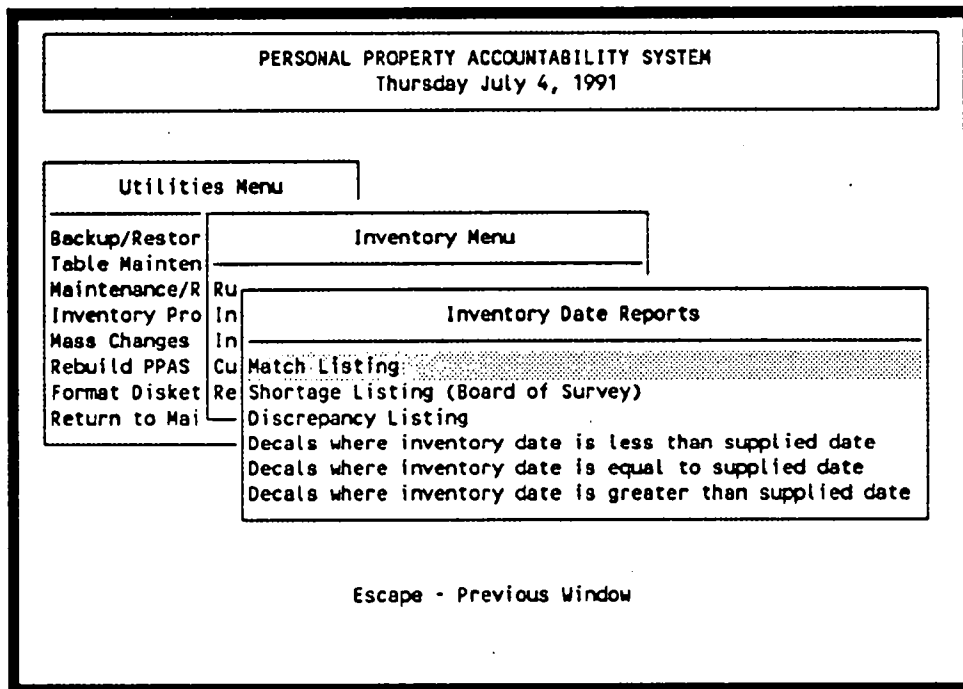 PERSONAL PROPERTY ACCOUNTABILITY SYSTEM
Thursday July 4, 1991
Utilities Menu
Backup/Restor
Table Mainten
Maintenance/R
Inventory Pro
Mass Changes
Rebuild PPAS
Format Disket
Return to Mai
Inventory Menu
Ru
In
In
Cu
Re
Inventory Date Reports
Match Listing
Shortage Listing (Board of Survey)
Discrepancy Listing
Decals where inventory date is less than supplied date
Decals where inventory date is equal to supplied date
Decals where inventory date is greater than supplied date
Escape - Previous Window